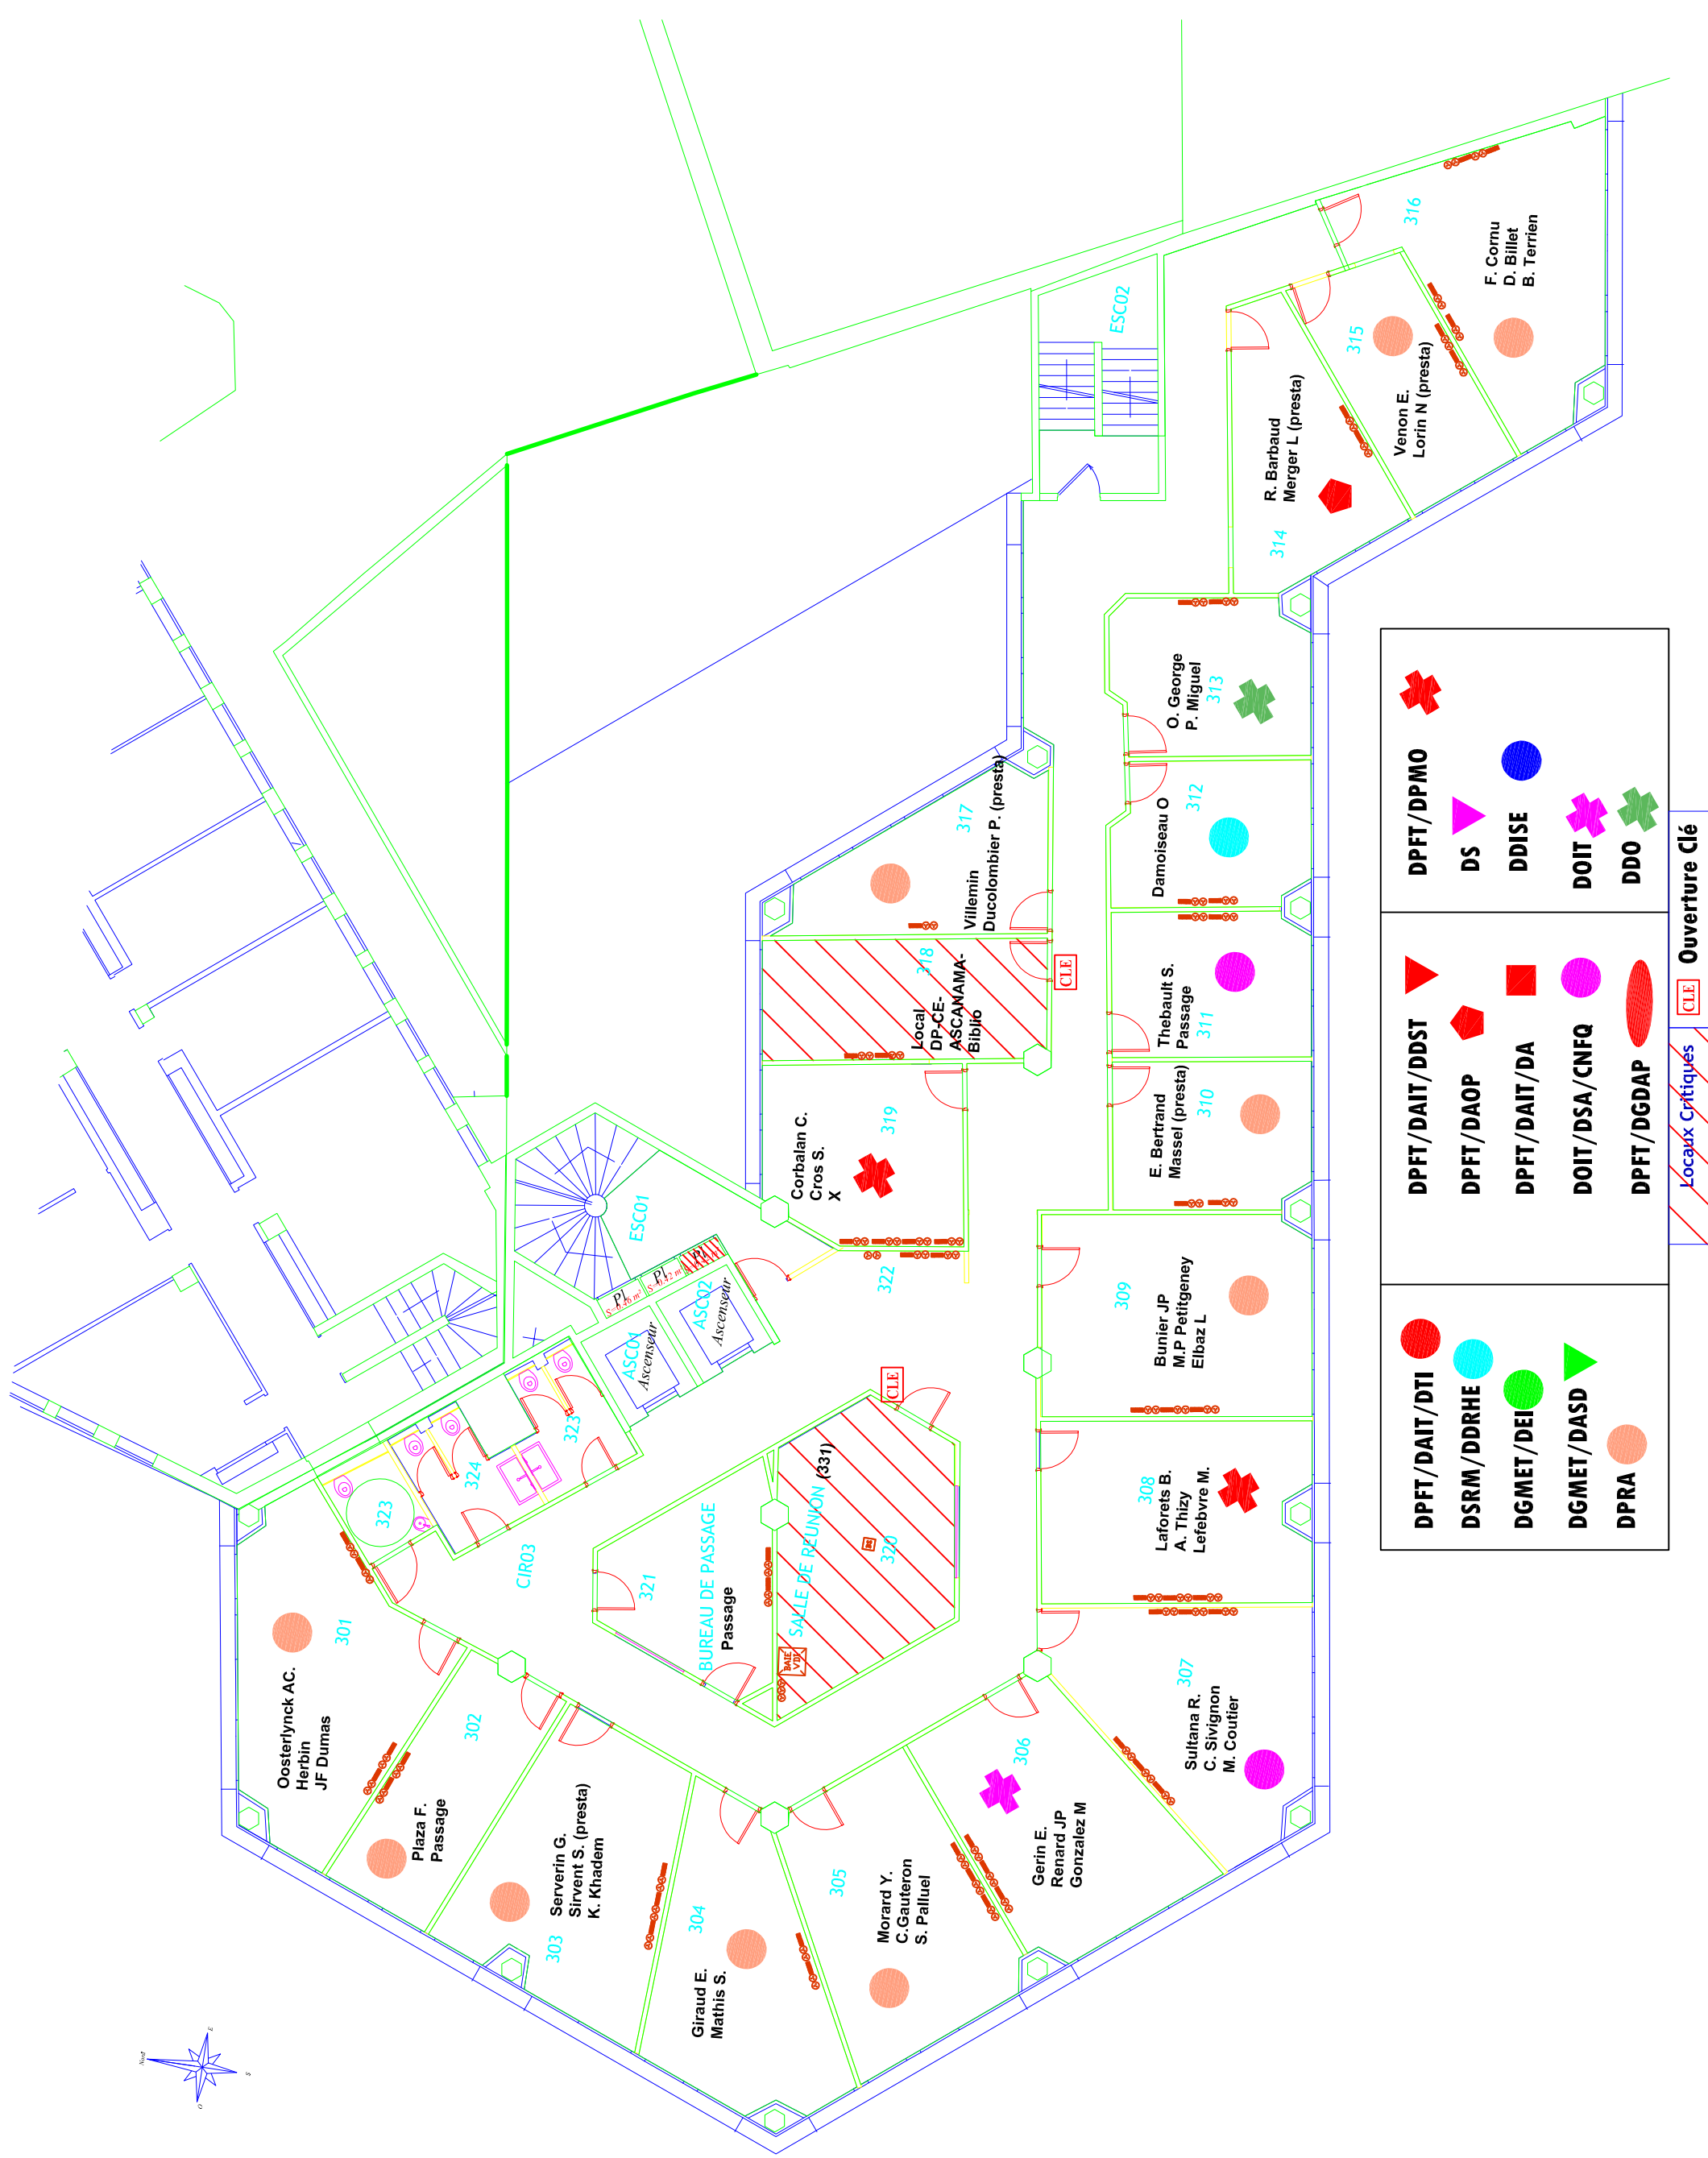 316
F. Cornu
D. Billet
B. Terrien
315
Venon E.
Lorin N (presta)
ESC02
R. Barbaud
Merger L (presta)
314
O. George
P. Miguel
313
312
Damoiseau O
317
Villemin
Ducolombier P. (presta)
318
Local
DP-CE-
ASCANAMA-
Biblio
CLE
Thebault S.
Passage
311
E. Bertrand
Massel (presta)
310
319
Corbalan C.
Cros S.
X
322
ESC01
Pl
Pl
Pl
ASC02
Ascenseur
ASC01
Ascenseur
309
Bunier JP
M.P Petitgeney
Elbaz L
CLE
308
Laforets B.
A. Thizy
Lefebvre M.
323
324
323
CIR03
321
BUREAU DE PASSAGE
Passage
SALLE DE REUNION (331)
320
BAIE
VDI
301
Oosterlynck AC.
Herbin
JF Dumas
302
Plaza F.
Passage
Serverin G.
Sirvent S. (presta)
K. Khadem
303
304
Giraud E.
Mathis S.
305
Morard Y.
C.Gauteron
S. Palluel
306
Gerin E.
Renard JP
Gonzalez M
307
Sultana R.
C. Sivignon
M. Coutier
Nord
E
S
O
DPFT/DAIT/DTI
DSRM/DDRHE
DGMET/DEI
DGMET/DASD
DPRA
DPFT/DAIT/DDST
DPFT/DAOP
DPFT/DAIT/DA
DOIT/DSA/CNFQ
DPFT/DGDAP
DPFT/DPMO
DS
DDISE
DOIT
DDO
Locaux Critiques
CLE Ouverture Clé